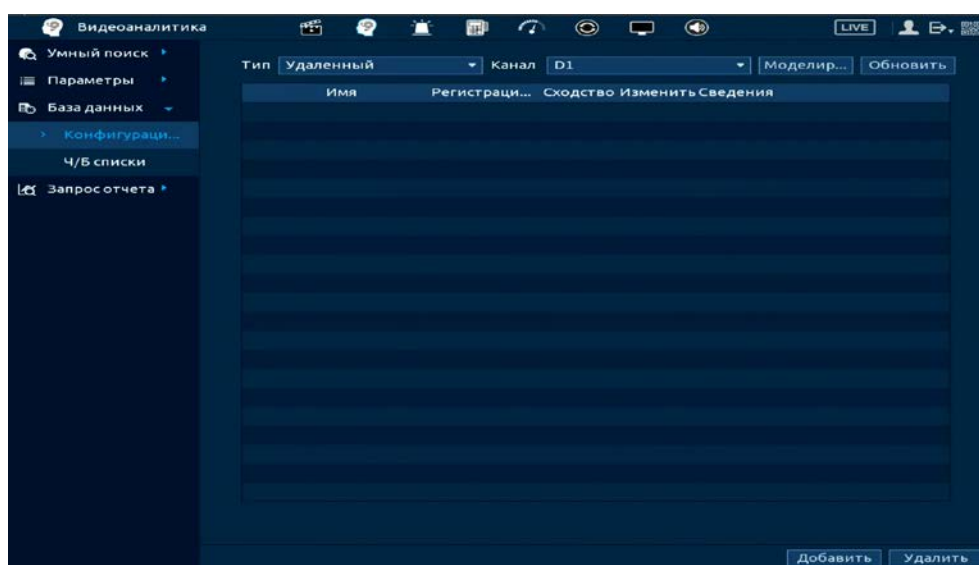 Видеоаналитика
LIVE
Умный поиск
Параметры
База данных
Конфигураци...
Ч/Б списки
Запрос отчета
Тип Удаленный Канал D1 Моделир... Обновить
Имя Регистраци... Сходство Изменить Сведения
Добавить Удалить